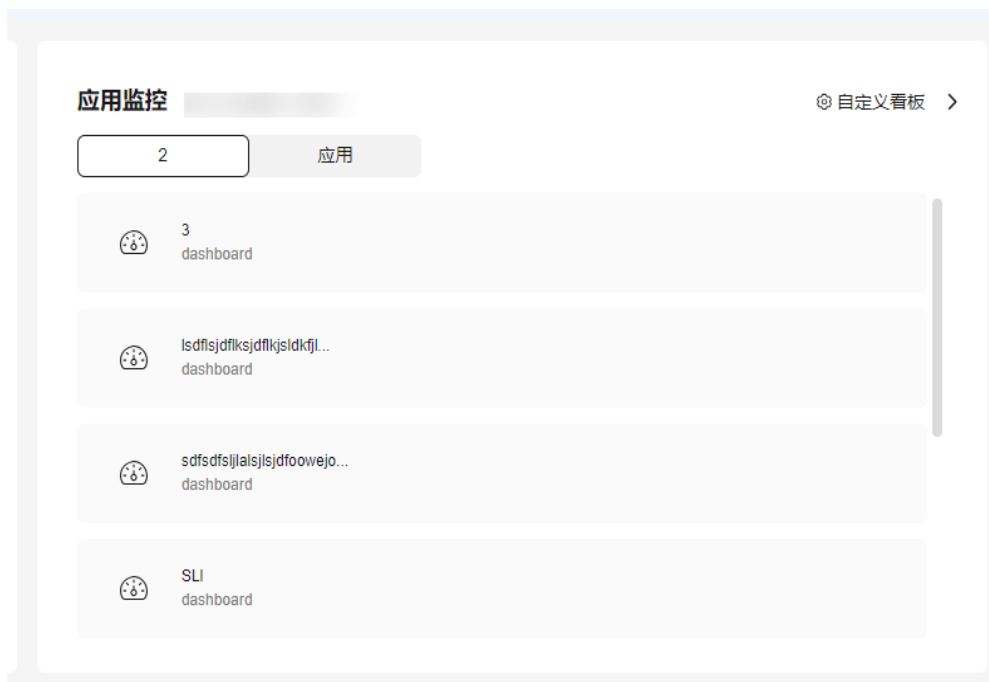 应用监控
自定义看板
2
应用
3
dashboard
lsdflsjdflksjdflkjsldkfjl...
dashboard
sdfsdfsljlalsjlsjdfoowejo...
dashboard
SLI
dashboard